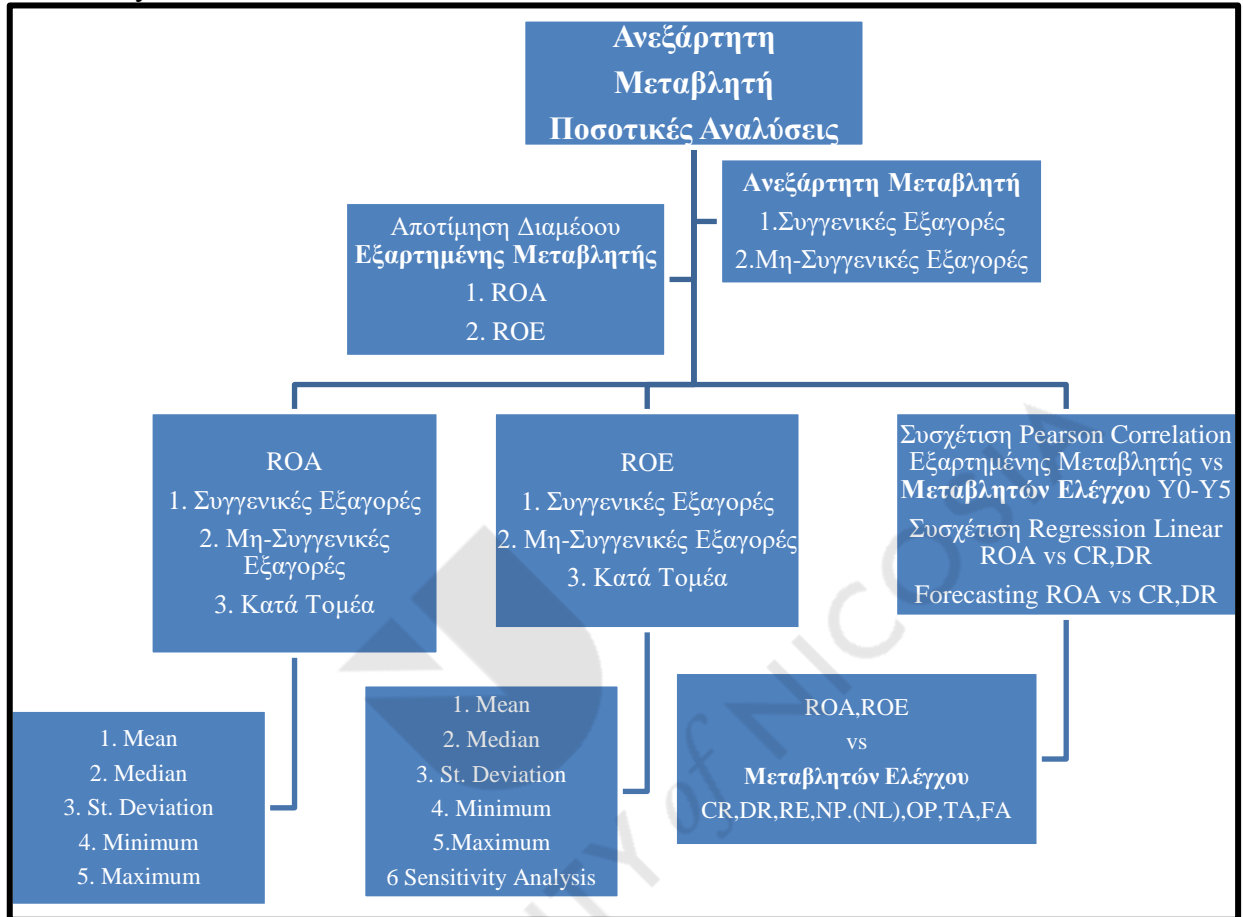 Ανεξάρτητη
Μεταβλητή
Ποσοτικές Αναλύσεις
Ανεξάρτητη Μεταβλητή
1.Συγγενικές Εξαγορές
2.Μη-Συγγενικές Εξαγορές
Αποτίμηση Διαμέοου
Εξαρτημένης Μεταβλητής
1. ROA
2. ROE
ROA
1. Συγγενικές Εξαγορές
2. Μη-Συγγενικές
Εξαγορές
3. Κατά Τομέα
ROE
1. Συγγενικές Εξαγορές
2. Μη-Συγγενικές Εξαγορές
3. Κατά Τομέα
Συσχέτιση Pearson Correlation
Εξαρτημένης Μεταβλητής vs
Μεταβλητών Ελέγχου Y0-Y5
Συσχέτιση Regression Linear
ROA vs CR,DR
Forecasting ROA vs CR,DR
1. Mean
2. Median
3. St. Deviation
4. Minimum
5. Maximum
1. Mean
2. Median
3. St. Deviation
4. Minimum
5.Maximum
6 Sensitivity Analysis
ROA,ROE
vs
Μεταβλητών Ελέγχου
CR,DR,RE,NP.(NL),OP,TA,FA
ITY of NICOSIA